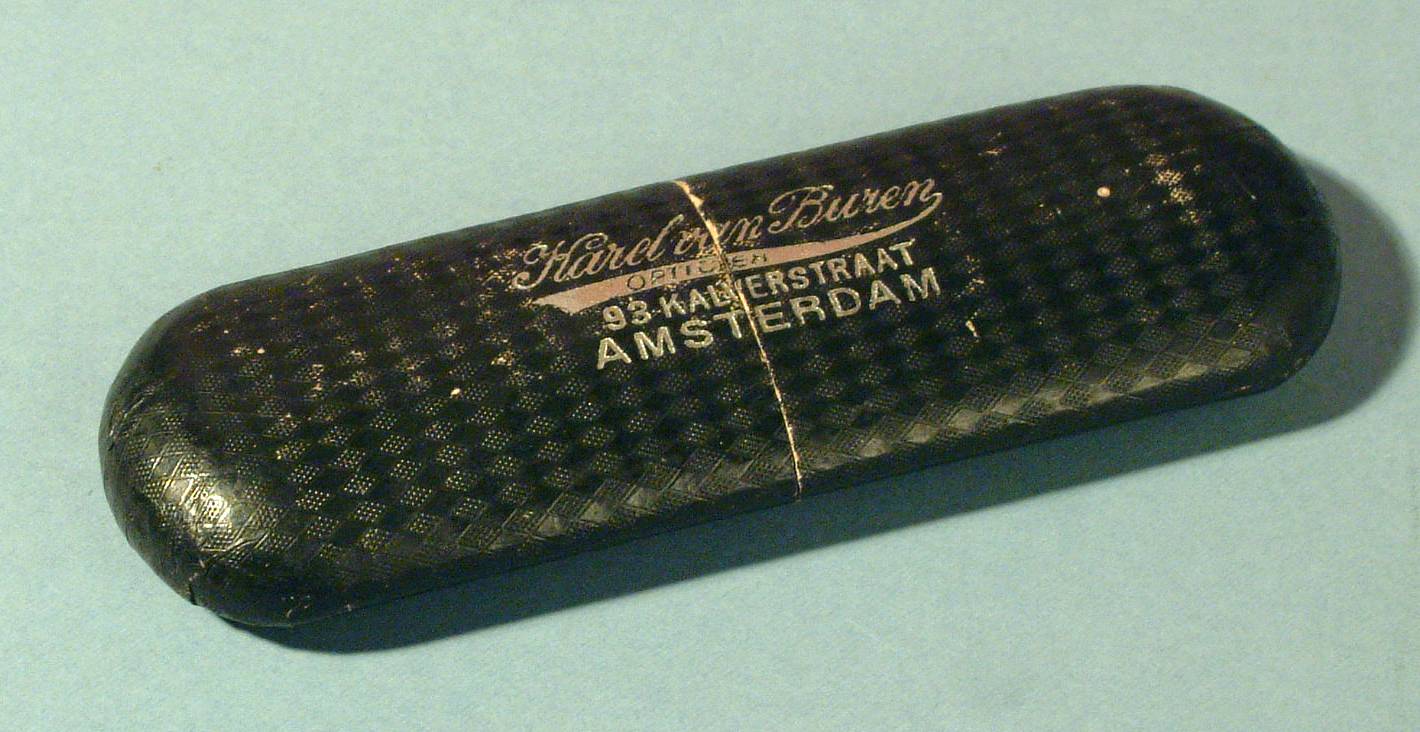 Karel van Buren
OPTICIEN
93-KALVERSTRAAT
AMSTERDAM